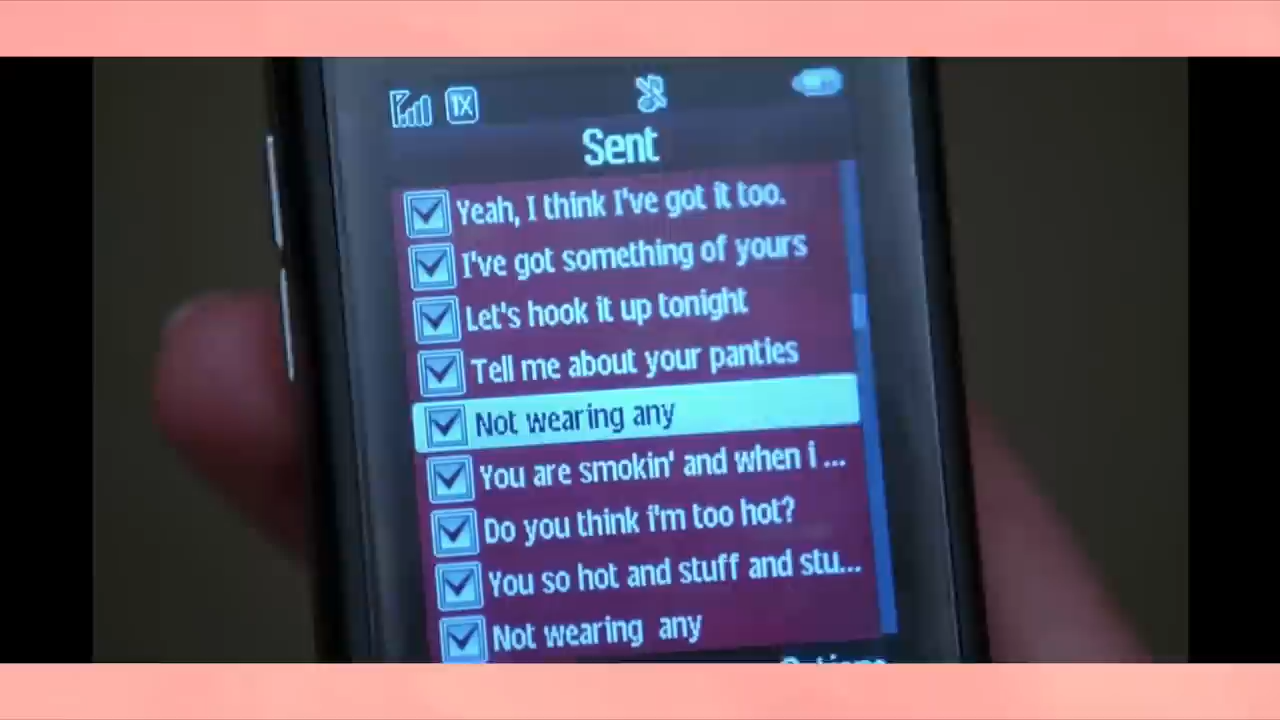 1X
Sent
Yeah, I think I've got it too.
I've got something of yours
Let's hook it up tonight
Tell me about your panties
Not wearing any
You are smokin' and when i ...
Do you think i'm too hot?
You so hot and stuff and stu...
Not wearing any
Options